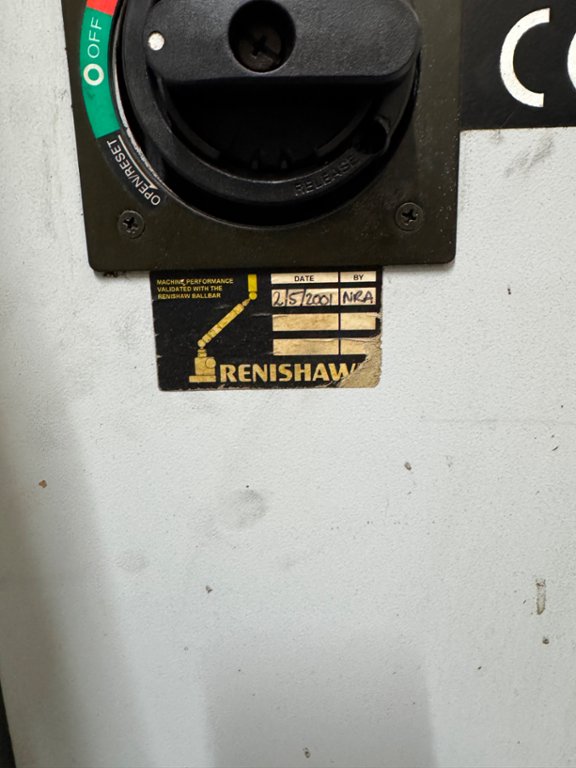 OFF
OPEN/RESET
RELEASE
MACHINE PERFORMANCE
VALIDATED WITH THE
RENISHAW BALLBAR
DATE BY
2/5/2001 NRA
RENISHAW